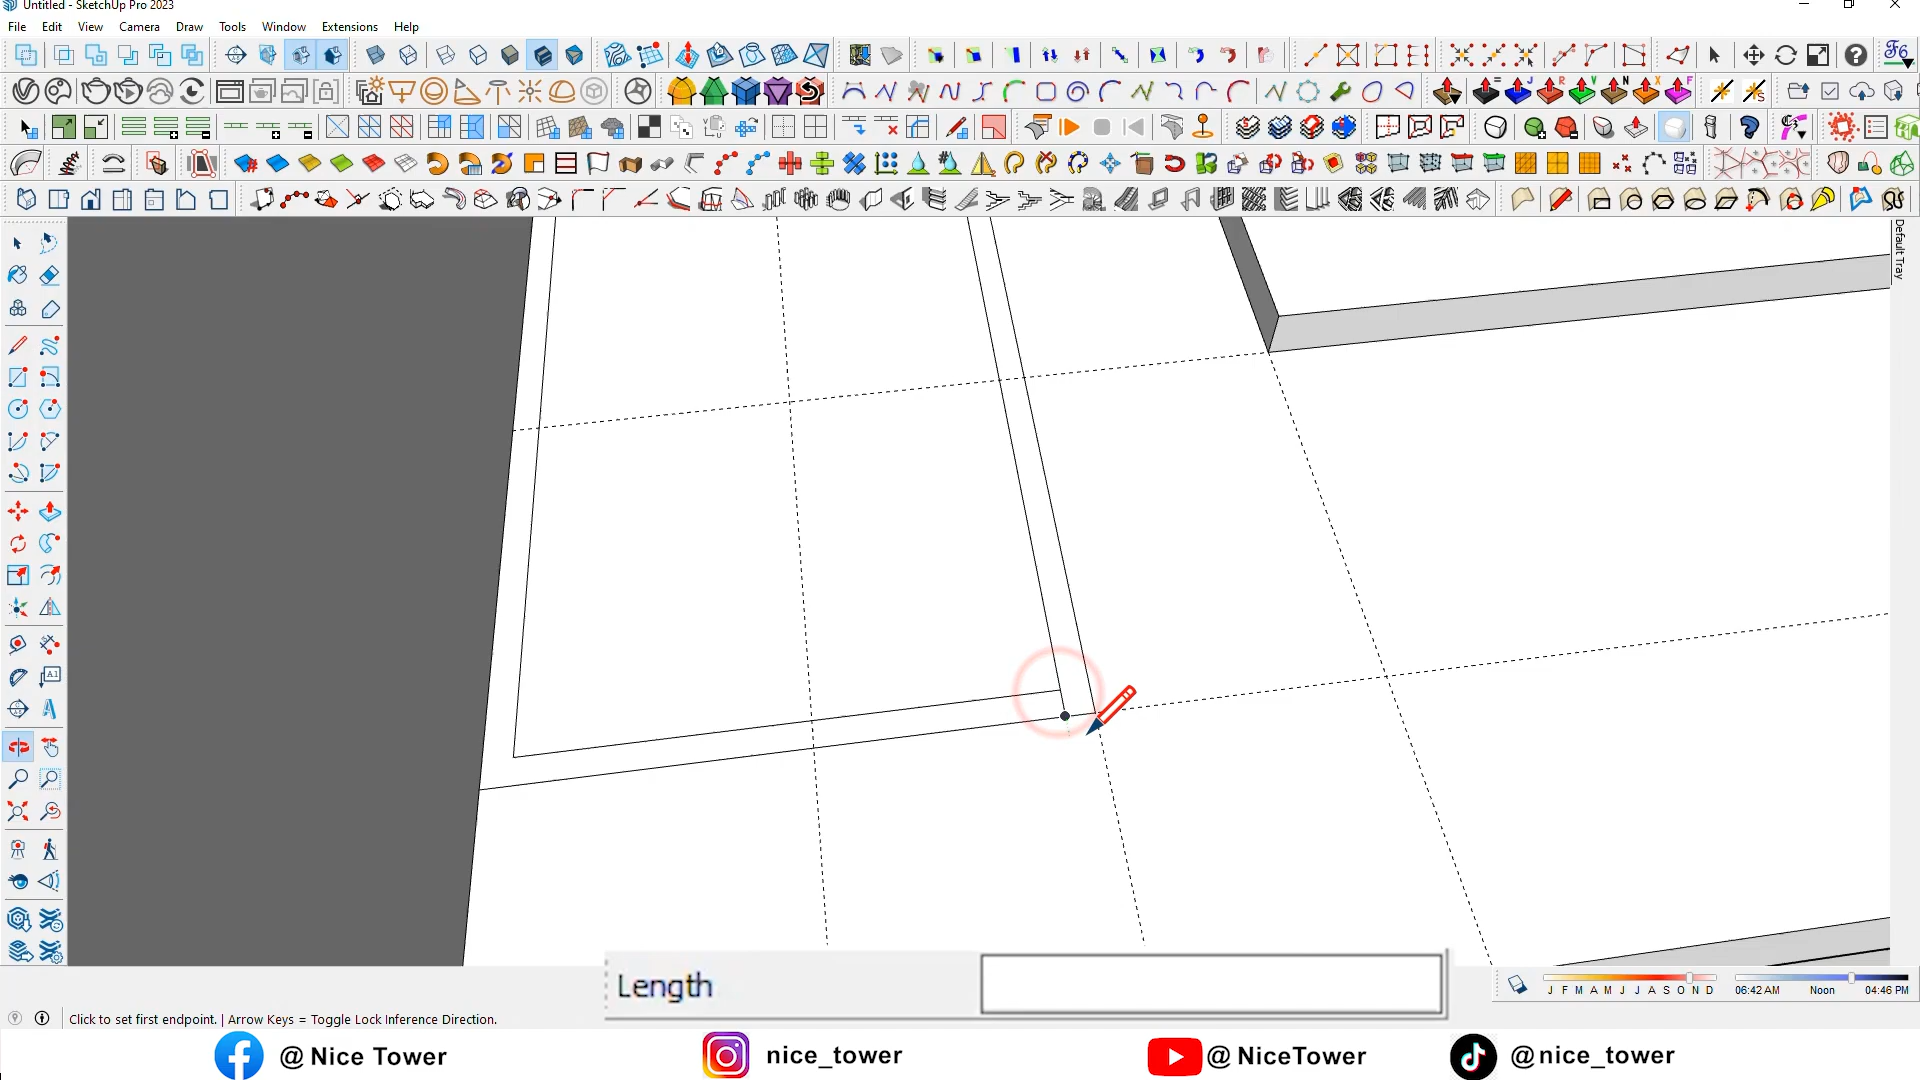 Untitled - SketchUp Pro 2023
File Edit View Camera Draw Tools Window Extensions Help
Default Tray
Length
J F M A M J J A S O N D 06:42 AM Noon 04:46 PM
Click to set first endpoint. | Arrow Keys = Toggle Lock Inference Direction.
@ Nice Tower nice_tower @ NiceTower @nice_tower